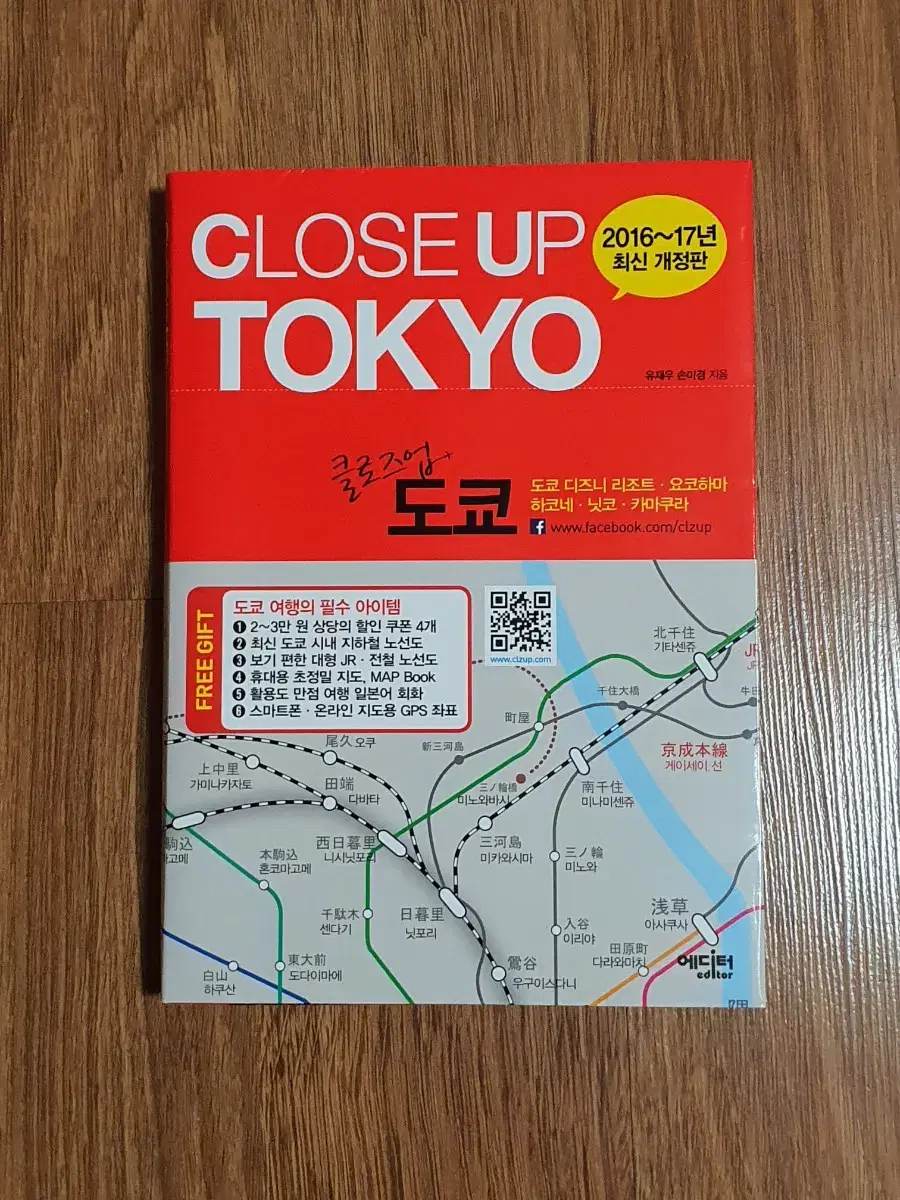 CLOSE UP
TOKYO
2016~17년
최신 개정판
유재우 손미경 지음
클로즈업
도쿄
도쿄 디즈니 리조트 · 요코하마
하코네 · 닛코 · 카마쿠라
f www.facebook.com/clzup
FREE GIFT
도쿄 여행의 필수 아이템
1 2~3만 원 상당의 할인 쿠폰 4개
2 최신 도쿄 시내 지하철 노선도
3 보기 편한 대형 JR · 전철 노선도
4 휴대용 초정밀 지도, MAP Book
5 활용도 만점 여행 일본어 회화
6 스마트폰 · 온라인 지도용 GPS 좌표
www.clzup.com
北千住
기타센쥬
JR
千住大橋
牛田
町屋
京成本線
게이세이 선
尾久 오쿠
新三河島
上中里
가미나카자토
三ノ輪橋
미노와바시
南千住
미나미센쥬
田端
다바타
駒込
고마고메
西日暮里
니시닛포리
三河島
미카와시마
三ノ輪
미노와
本駒込
혼코마고메
千駄木
센다기
日暮里
닛포리
浅草
아사쿠사
入谷
이리야
東大前
도다이마에
白山
하쿠산
鶯谷
우구이스다니
田原町
다라와마치
에디터
editor